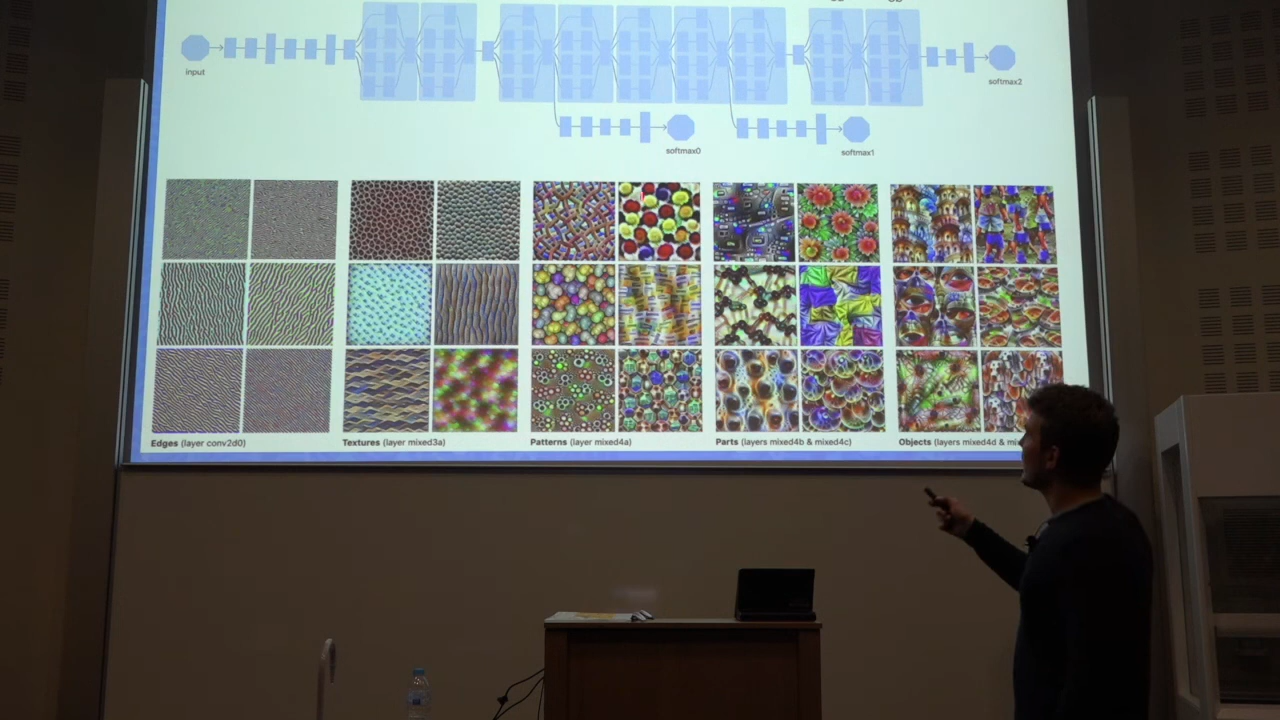 input
softmax2
softmax0
softmax1
Edges (layer conv2d0)
Textures (layer mixed3a)
Patterns (layer mixed4a)
Parts (layers mixed4b & mixed4c)
Objects (layers mixed4d &